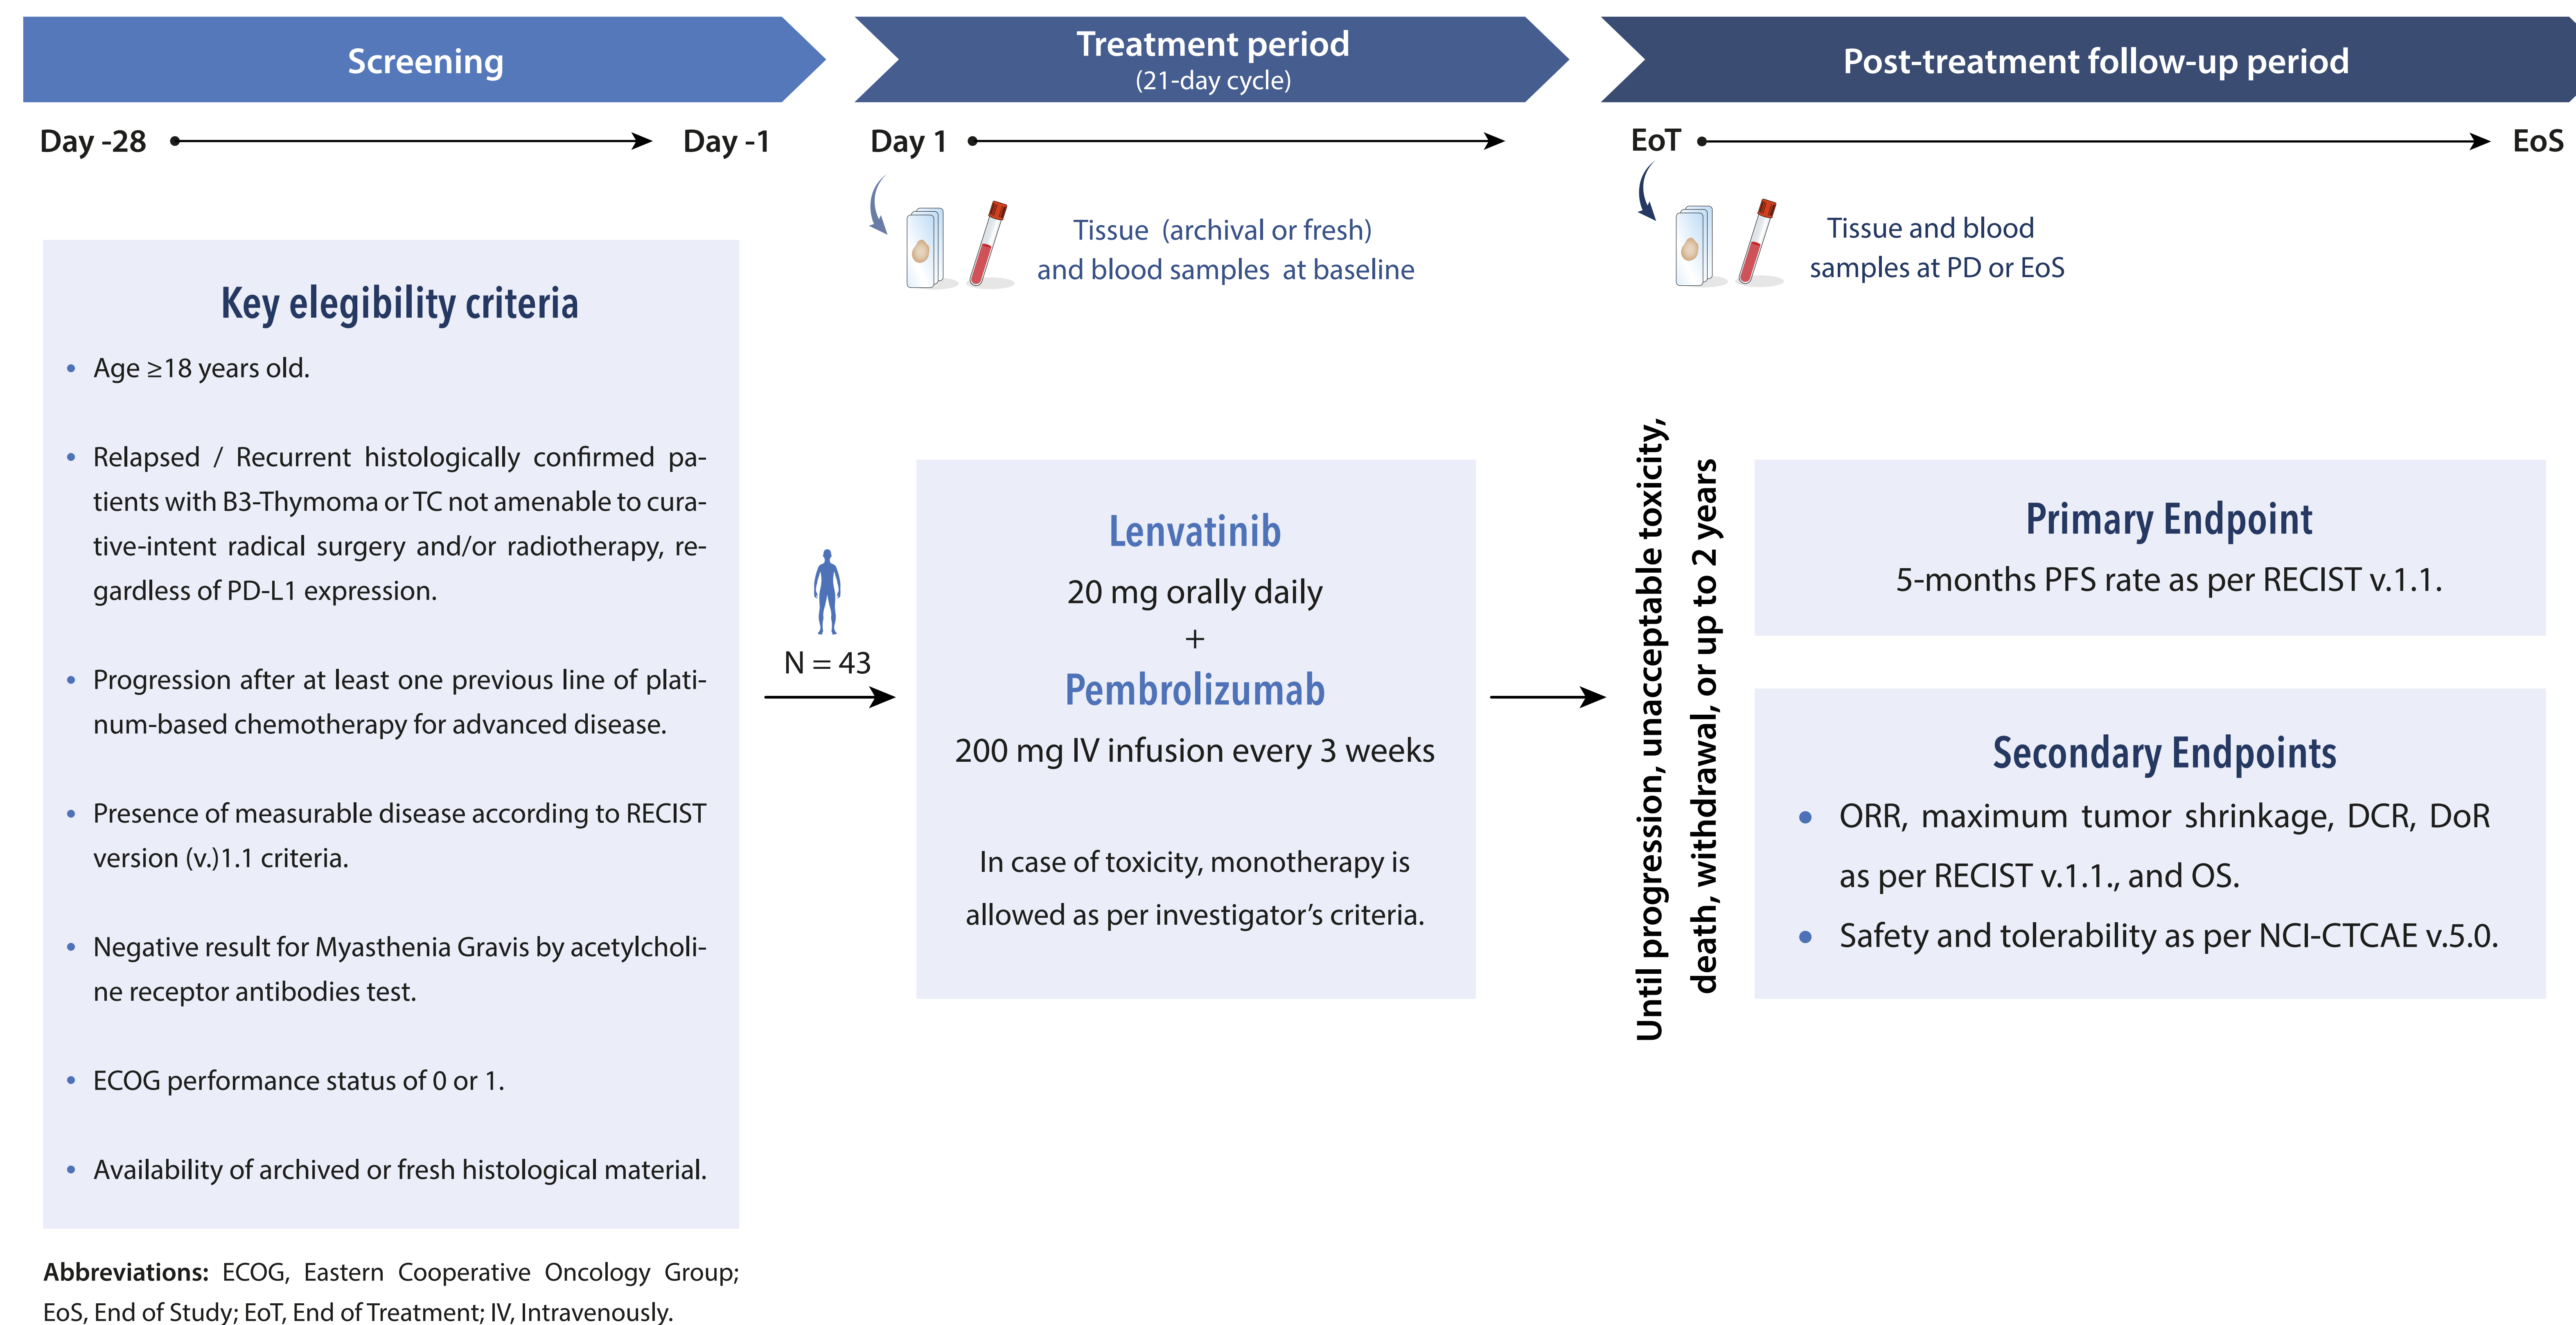 Screening
Treatment period
(21-day cycle)
Post-treatment follow-up period
Day -28
Day -1
Day 1
EoT
EoS
Tissue (archival or fresh)
and blood samples at baseline
Tissue and blood
samples at PD or EoS
Key elegibility criteria
• Age ≥18 years old.
• Relapsed / Recurrent histologically confirmed pa-
tients with B3-Thymoma or TC not amenable to cura-
tive-intent radical surgery and/or radiotherapy, re-
gardless of PD-L1 expression.
• Progression after at least one previous line of plati-
num-based chemotherapy for advanced disease.
• Presence of measurable disease according to RECIST
version (v.)1.1 criteria.
• Negative result for Myasthenia Gravis by acetylcholi-
ne receptor antibodies test.
• ECOG performance status of 0 or 1.
• Availability of archived or fresh histological material.
N = 43
Lenvatinib
20 mg orally daily
+
Pembrolizumab
200 mg IV infusion every 3 weeks
In case of toxicity, monotherapy is
allowed as per investigator’s criteria.
Until progression, unacceptable toxicity,
death, withdrawal, or up to 2 years
Primary Endpoint
5-months PFS rate as per RECIST v.1.1.
Secondary Endpoints
• ORR, maximum tumor shrinkage, DCR, DoR
as per RECIST v.1.1., and OS.
• Safety and tolerability as per NCI-CTCAE v.5.0.
Abbreviations: ECOG, Eastern Cooperative Oncology Group;
EoS, End of Study; EoT, End of Treatment; IV, Intravenously.